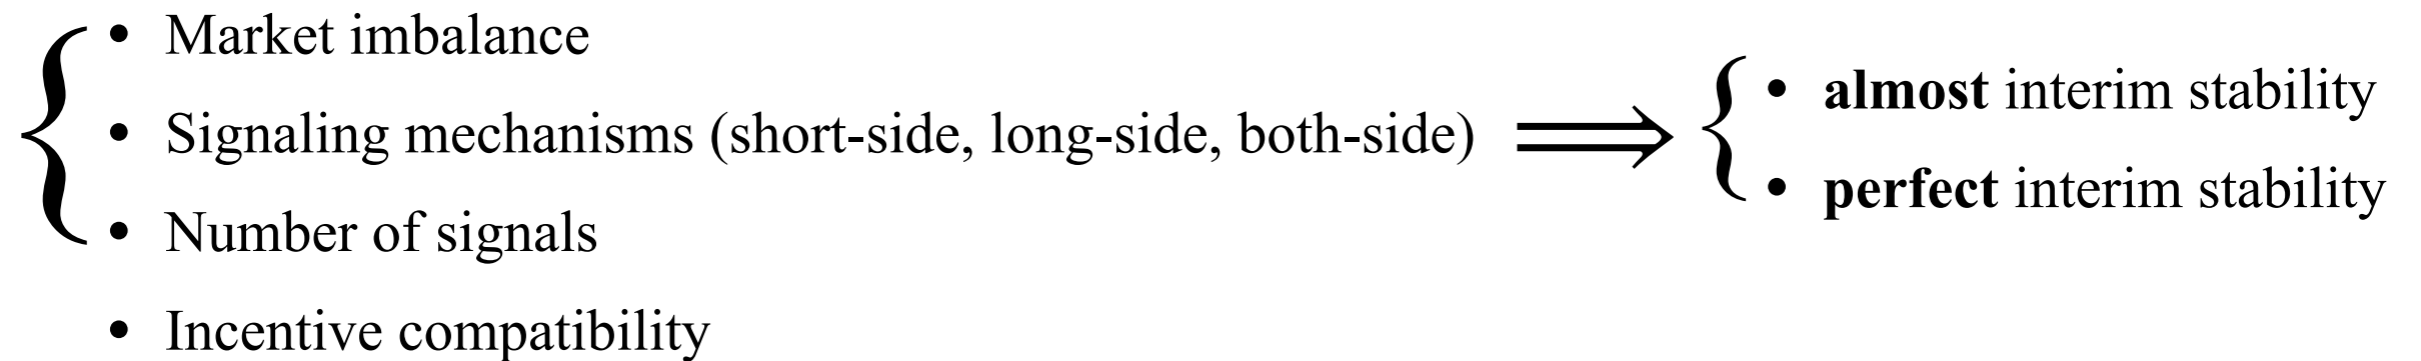 • Market imbalance
• Signaling mechanisms (short-side, long-side, both-side) ⟹
• Number of signals
• Incentive compatibility
• almost interim stability
• perfect interim stability